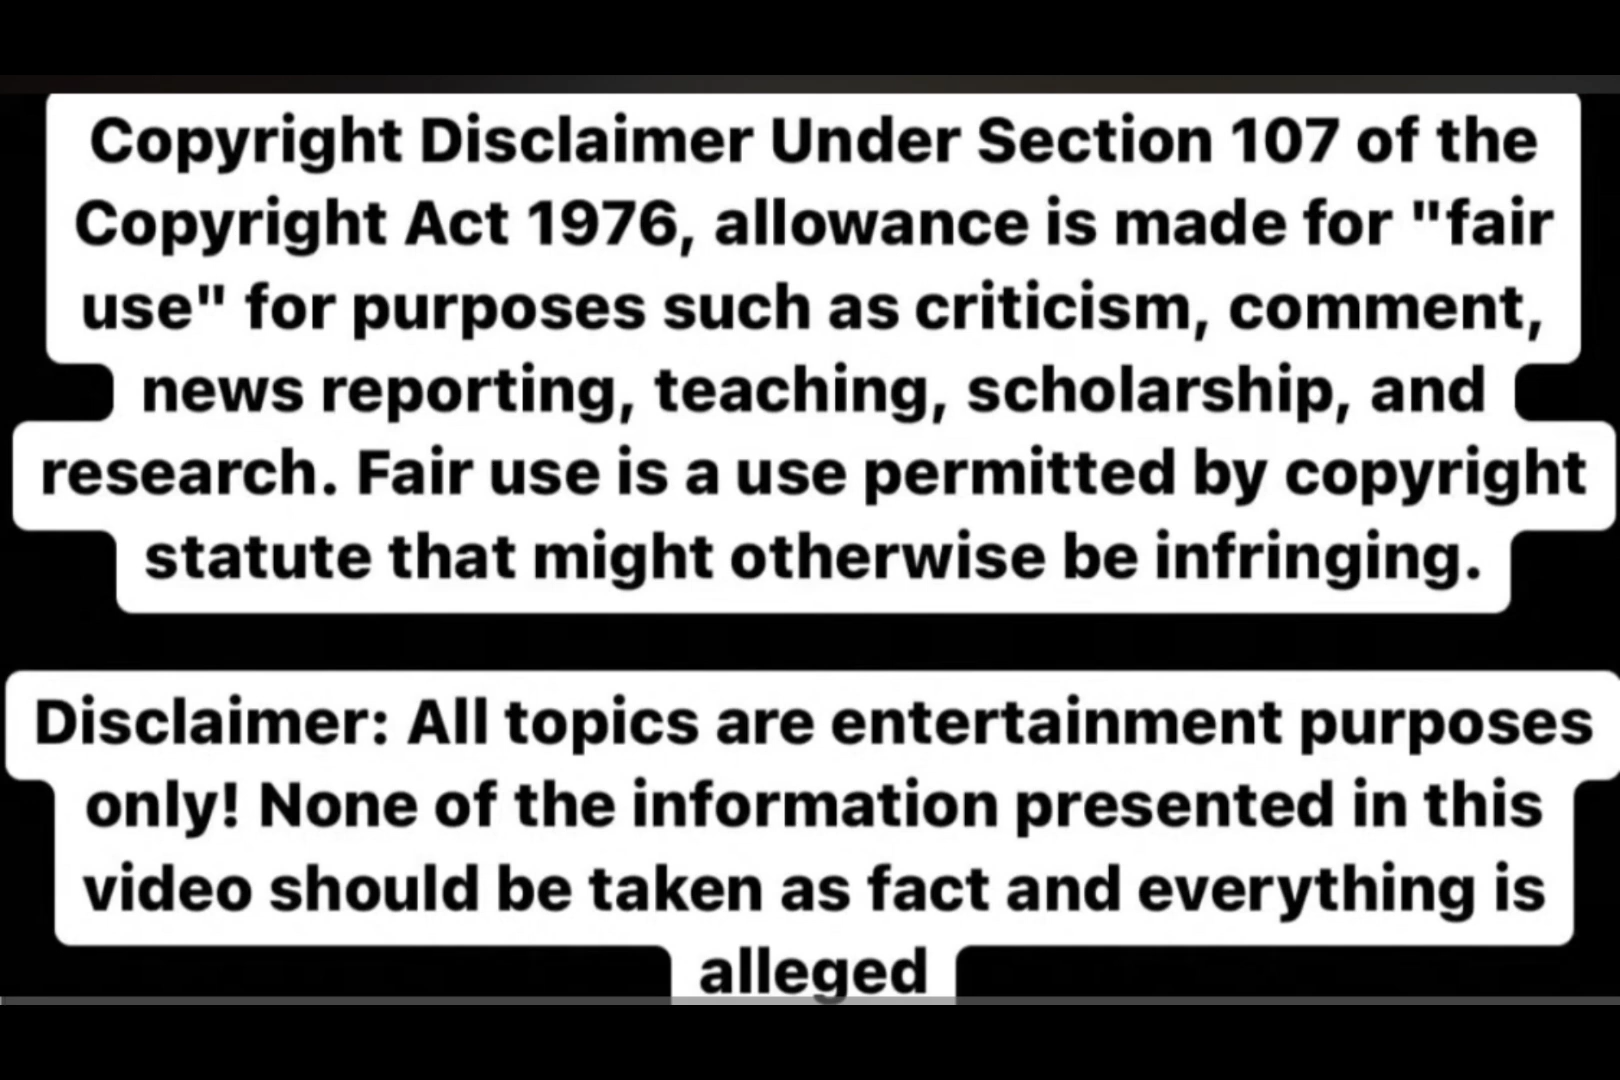 Copyright Disclaimer Under Section 107 of the
Copyright Act 1976, allowance is made for "fair
use" for purposes such as criticism, comment,
news reporting, teaching, scholarship, and
research. Fair use is a use permitted by copyright
statute that might otherwise be infringing.
Disclaimer: All topics are entertainment purposes
only! None of the information presented in this
video should be taken as fact and everything is
alleged